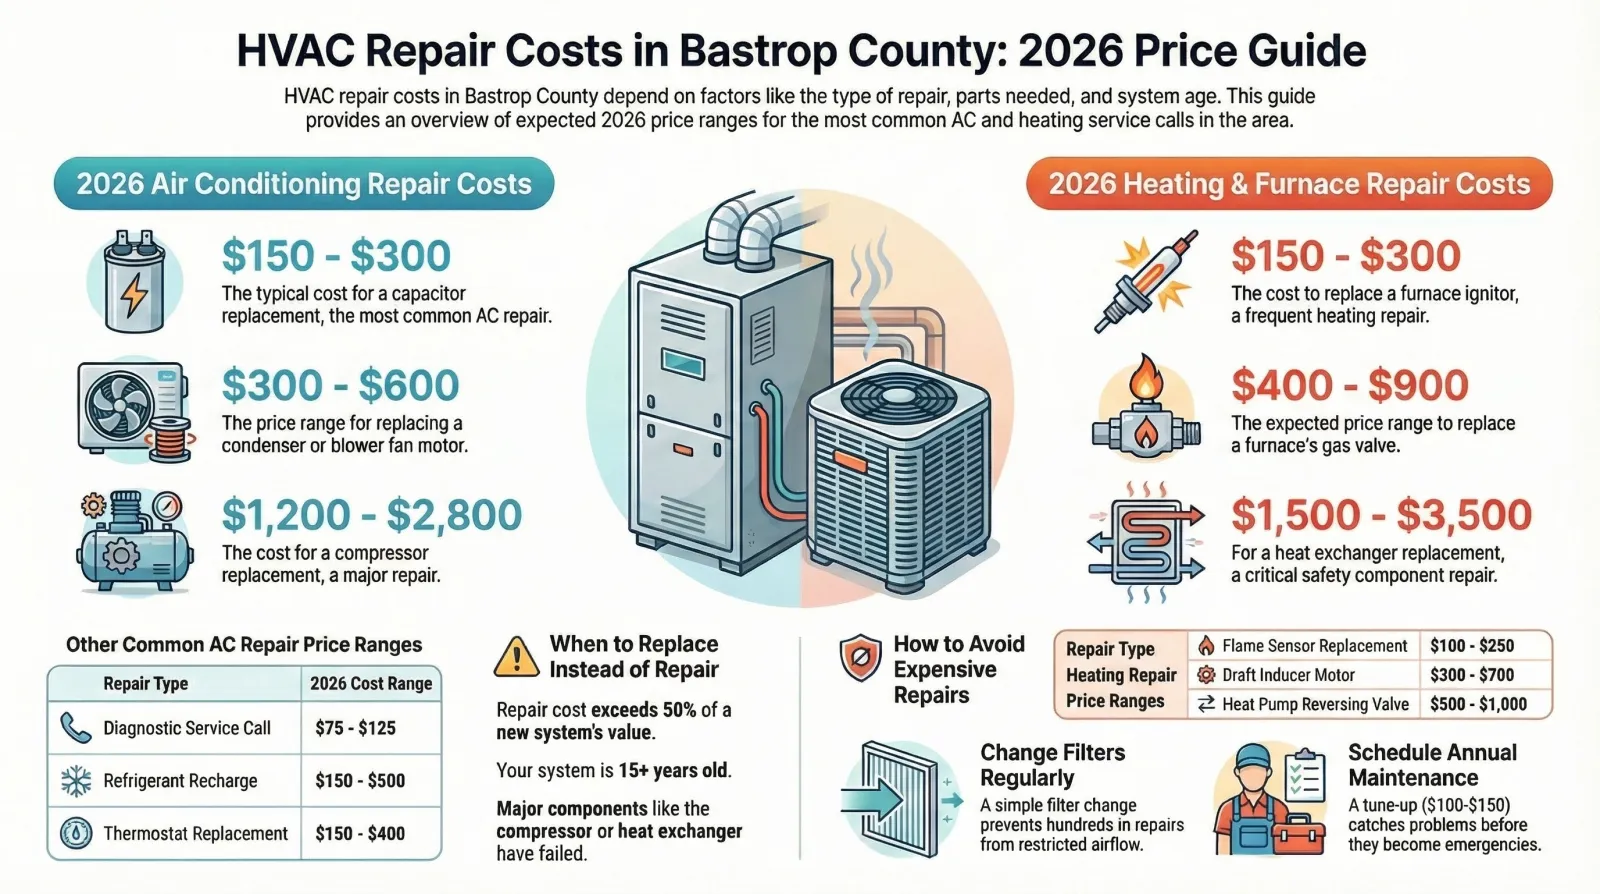 HVAC Repair Costs in Bastrop County: 2026 Price Guide
HVAC repair costs in Bastrop County depend on factors like the type of repair, parts needed, and system age. This guide
provides an overview of expected 2026 price ranges for the most common AC and heating service calls in the area.
2026 Air Conditioning Repair Costs
$150 - $300
The typical cost for a capacitor
replacement, the most common AC repair.
$300 - $600
The price range for replacing a
condenser or blower fan motor.
$1,200 - $2,800
The cost for a compressor
replacement, a major repair.
2026 Heating & Furnace Repair Costs
$150 - $300
The cost to replace a furnace ignitor,
a frequent heating repair.
$400 - $900
The expected price range to replace
a furnace's gas valve.
$1,500 - $3,500
For a heat exchanger replacement,
a critical safety component repair.
Other Common AC Repair Price Ranges
Repair Type 2026 Cost Range
Diagnostic Service Call $75 - $125
Refrigerant Recharge $150 - $500
Thermostat Replacement $150 - $400
When to Replace
Instead of Repair
Repair cost exceeds 50% of a
new system's value.
Your system is 15+ years old.
Major components like the
compressor or heat exchanger
have failed.
How to Avoid
Expensive
Repairs
Repair Type
Heating Repair
Price Ranges
Flame Sensor Replacement $100 - $250
Draft Inducer Motor $300 - $700
Heat Pump Reversing Valve $500 - $1,000
Change Filters
Regularly
A simple filter change
prevents hundreds in repairs
from restricted airflow.
Schedule Annual
Maintenance
A tune-up ($100-$150)
catches problems before
they become emergencies.